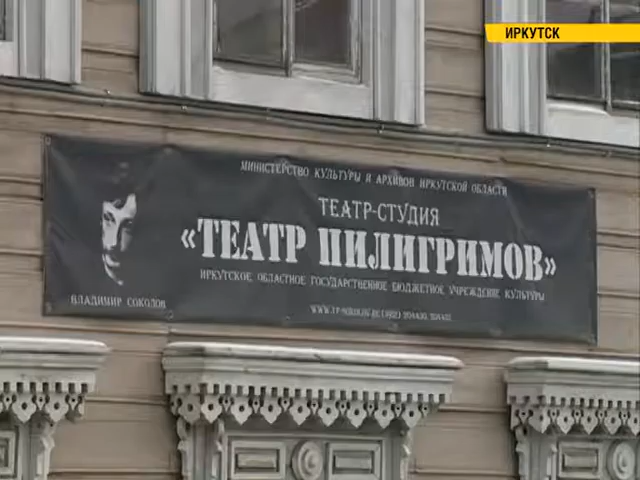 ИРКУТСК
МИНИСТЕРСТВО КУЛЬТУРЫ И АРХИВОВ ИРКУТСКОЙ ОБЛАСТИ
ТЕАТР-СТУДИЯ
«ТЕАТР ПИЛИГРИМОВ»
ИРКУТСКОЕ ОБЛАСТНОЕ ГОСУДАРСТВЕННОЕ БЮДЖЕТНОЕ УЧРЕЖДЕНИЕ КУЛЬТУРЫ
ВЛАДИМИР СОКОЛОВ